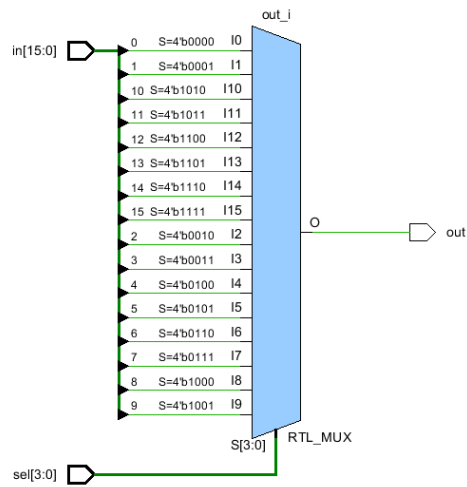 out_i
in[15:0]
0 S=4'b0000 I0
1 S=4'b0001 I1
10 S=4'b1010 I10
11 S=4'b1011 I11
12 S=4'b1100 I12
13 S=4'b1101 I13
14 S=4'b1110 I14
15 S=4'b1111 I15
O
out
2 S=4'b0010 I2
3 S=4'b0011 I3
4 S=4'b0100 I4
5 S=4'b0101 I5
6 S=4'b0110 I6
7 S=4'b0111 I7
8 S=4'b1000 I8
9 S=4'b1001 I9
S[3:0] RTL_MUX
sel[3:0]